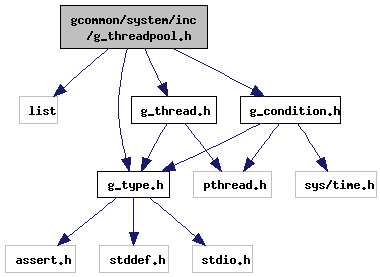 gcommon/system/inc
/g_threadpool.h
list
g_thread.h
g_condition.h
g_type.h
pthread.h
sys/time.h
assert.h
stddef.h
stdio.h